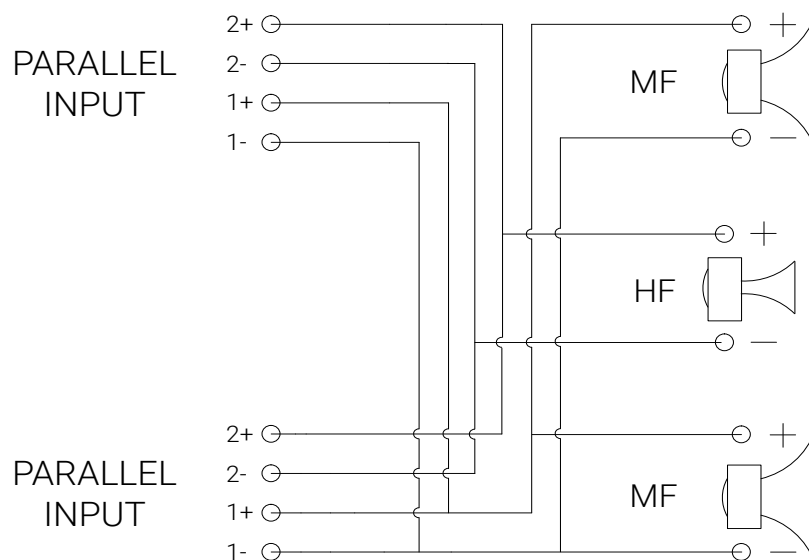 PARALLEL
INPUT
2+
2-
1+
1-
MF
+
—
HF
+
—
PARALLEL
INPUT
2+
2-
1+
1-
MF
+
—